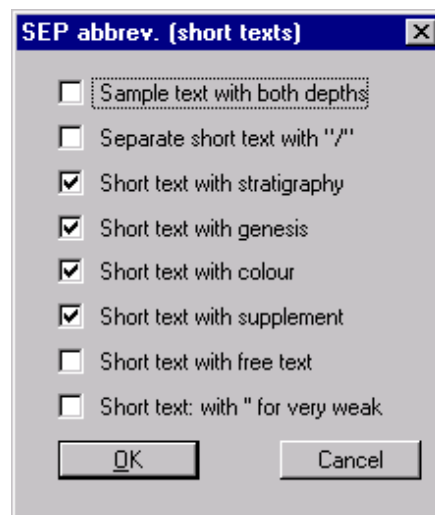 SEP abbrev. (short texts)
Sample text with both depths
Separate short text with "/"
Short text with stratigraphy
Short text with genesis
Short text with colour
Short text with supplement
Short text with free text
Short text: with " for very weak
OK
Cancel